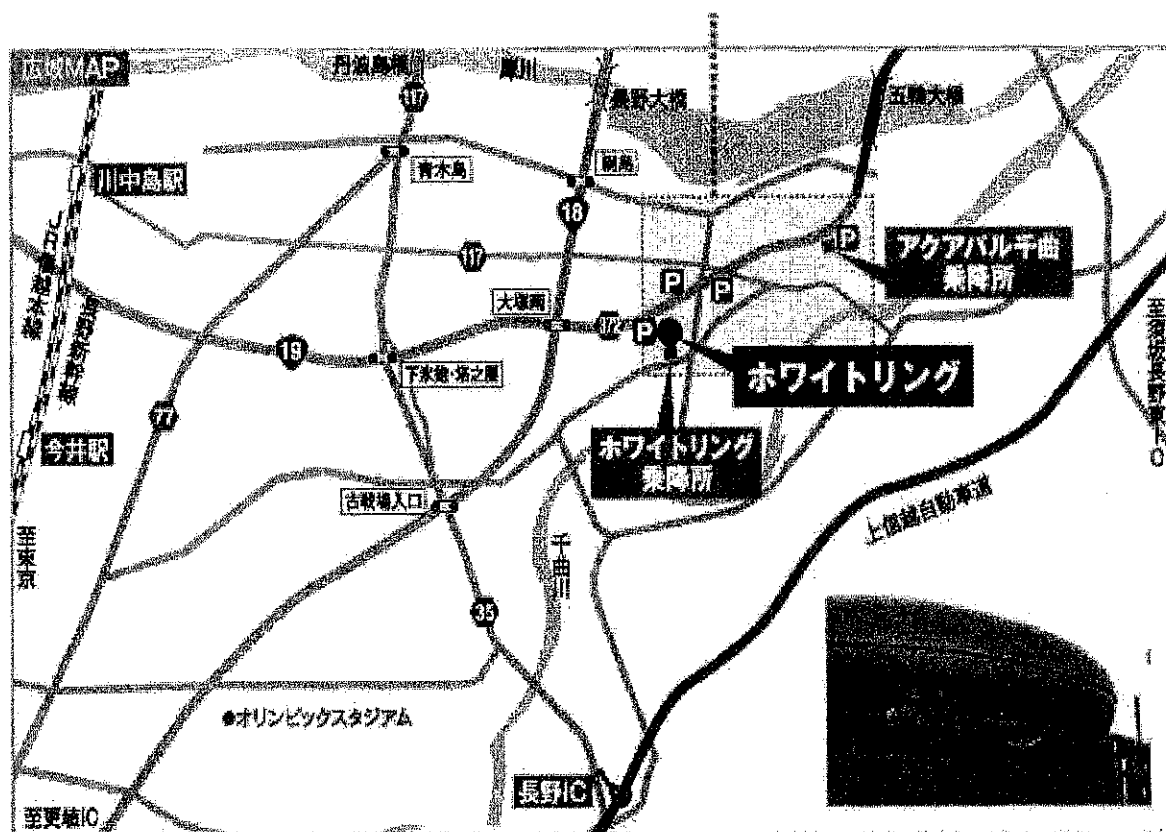 広域MAP
丹波島橋
犀川
長野大橋
五輪大橋
117
青木島
綱島
川中島駅
18
117
P
P
P
P
アクアパル千曲
乗降所
大塚南
372
19
下氷鉋・塚之腰
ホワイトリング
77
今井駅
ホワイトリング
乗降所
古戦場入口
上信越自動車道
至東京
千曲川
35
●オリンピックスタジアム
長野IC
至更埴IC